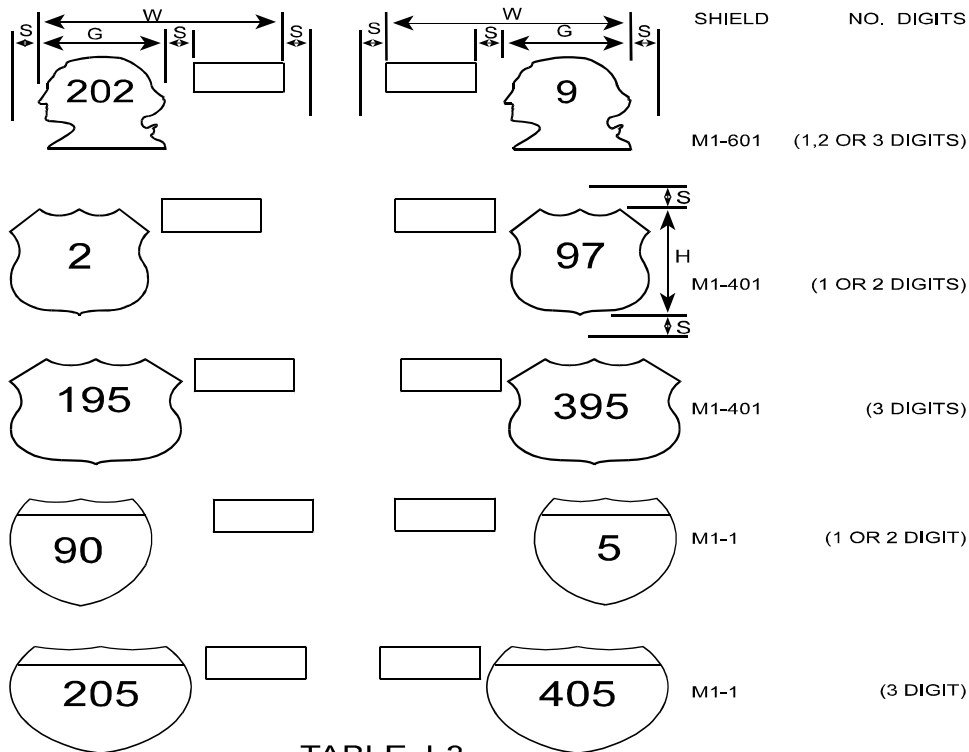 W W SHIELD NO. DIGITS
S G S S S S G S
202 9
M1-601 (1,2 OR 3 DIGITS)
S
2 97 H
M1-401 (1 OR 2 DIGITS)
S
195 395 M1-401 (3 DIGITS)
90 5 M1-1 (1 OR 2 DIGIT)
205 405 M1-1 (3 DIGIT)